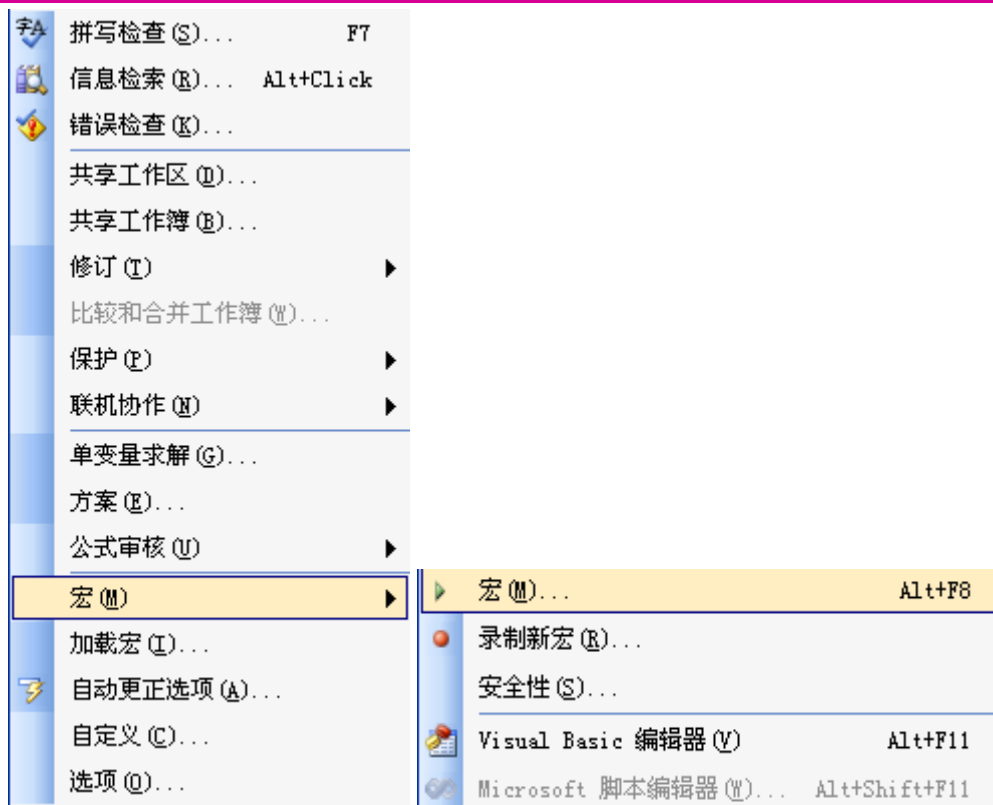 拼写检查(S)... F7
信息检索(R)... Alt+Click
错误检查(K)...
共享工作区(D)...
共享工作簿(B)...
修订(T)
比较和合并工作簿(W)...
保护(P)
联机协作(N)
单变量求解(G)...
方案(E)...
公式审核(U)
宏(M)
加载宏(I)...
自动更正选项(A)...
自定义(C)...
选项(O)...
宏(M)... Alt+F8
录制新宏(R)...
安全性(S)...
Visual Basic 编辑器(V) Alt+F11
Microsoft 脚本编辑器(W)... Alt+Shift+F11